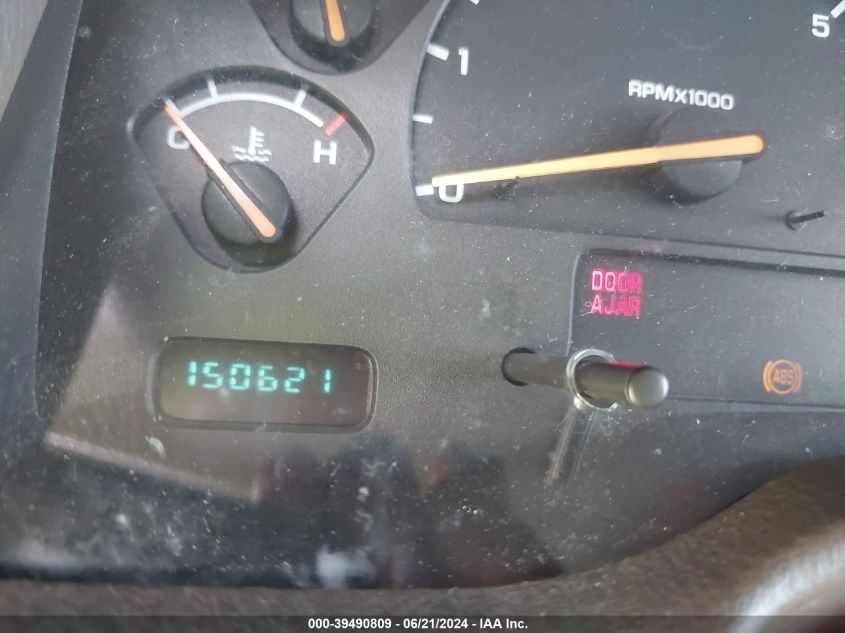 H
1
5
RPMX1000
C
H
0
DOOR
AJAR
150621
ABS
000-39490809 - 06/21/2024 - IAA Inc.